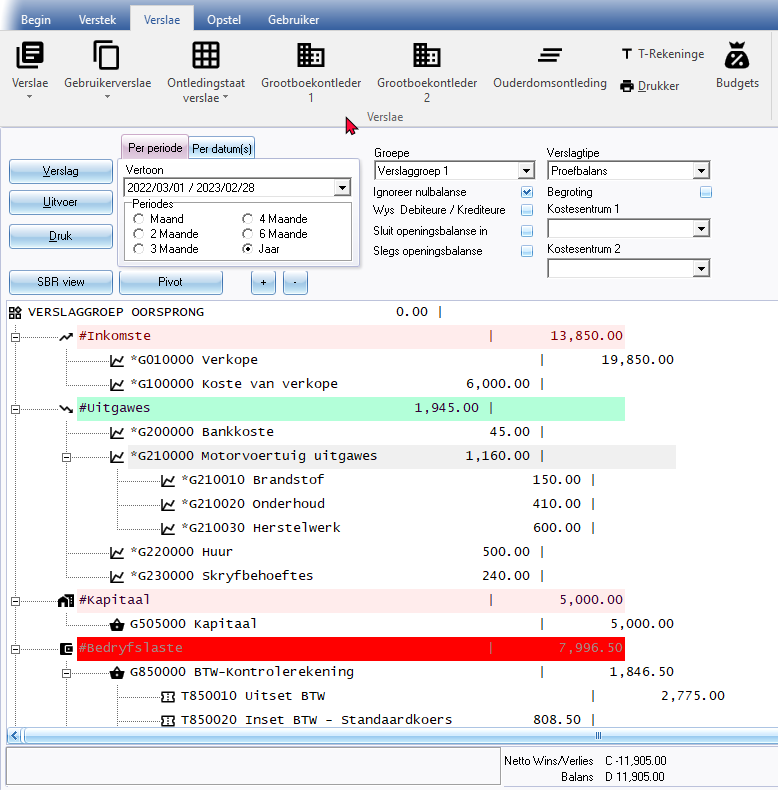 Begin Verstek Verslae Opstel Gebruiker
Verslae Gebruikerverslae Ontledingstaat verslae Grootboekontleder 1 Grootboekontleder 2 Ouderdomsontleding T-Rekeninge Drukker Budgets
Verslae
Per periode Per datum(s)
Verslag
Uitvoer
Druk
Vertoon
2022/03/01 / 2023/02/28
Periodes
Maand 4 Maande
2 Maande 6 Maande
3 Maande Jaar
Groepe
Verslaggroep 1
Ignoreer nulbalanse
Wys Debiteure / Krediteure
Sluit openingsbalanse in
Slegs openingsbalanse
Verslagtipe
Proefbalans
Begroting
Kostesentrum 1
Kostesentrum 2
SBR view Pivot + -
VERSLAGGROEP OORSPRONG 0.00 |
#Inkomste | 13,850.00
*G010000 Verkope | 19,850.00
*G100000 Koste van verkope 6,000.00 |
#Uitgawes 1,945.00 |
*G200000 Bankkoste 45.00 |
*G210000 Motorvoertuig uitgawes 1,160.00 |
*G210010 Brandstof 150.00 |
*G210020 Onderhoud 410.00 |
*G210030 Herstelwerk 600.00 |
*G220000 Huur 500.00 |
*G230000 Skryfbehoeftes 240.00 |
#Kapitaal | 5,000.00
G505000 Kapitaal | 5,000.00
#Bedryfslaste | 7,996.50
G850000 BTW-Kontrolerekening | 1,846.50
T850010 Uitset BTW | 2,775.00
T850020 Inset BTW - Standaardkoers 808.50 |
Netto Wins/Verlies C -11,905.00
Balans D 11,905.00